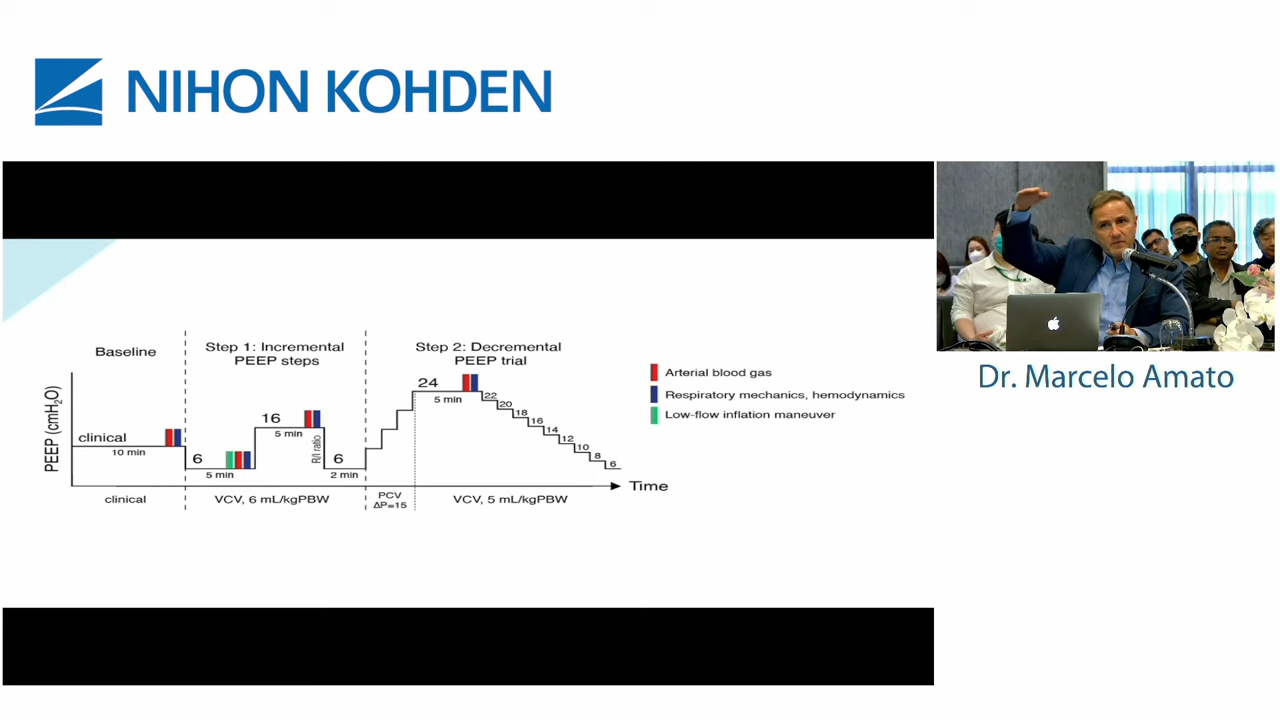 NIHON KOHDEN
Dr. Marcelo Amato
Baseline
Step 1: Incremental
PEEP steps
Step 2: Decremental
PEEP trial
PEEP (cmH₂O)
clinical
10 min
6
5 min
16
5 min
R/I ratio
6
2 min
24
5 min
22
20
18
16
14
12
10
8
6
Time
clinical
VCV, 6 mL/kgPBW
PCV
ΔP=15
VCV, 5 mL/kgPBW
Arterial blood gas
Respiratory mechanics, hemodynamics
Low-flow inflation maneuver